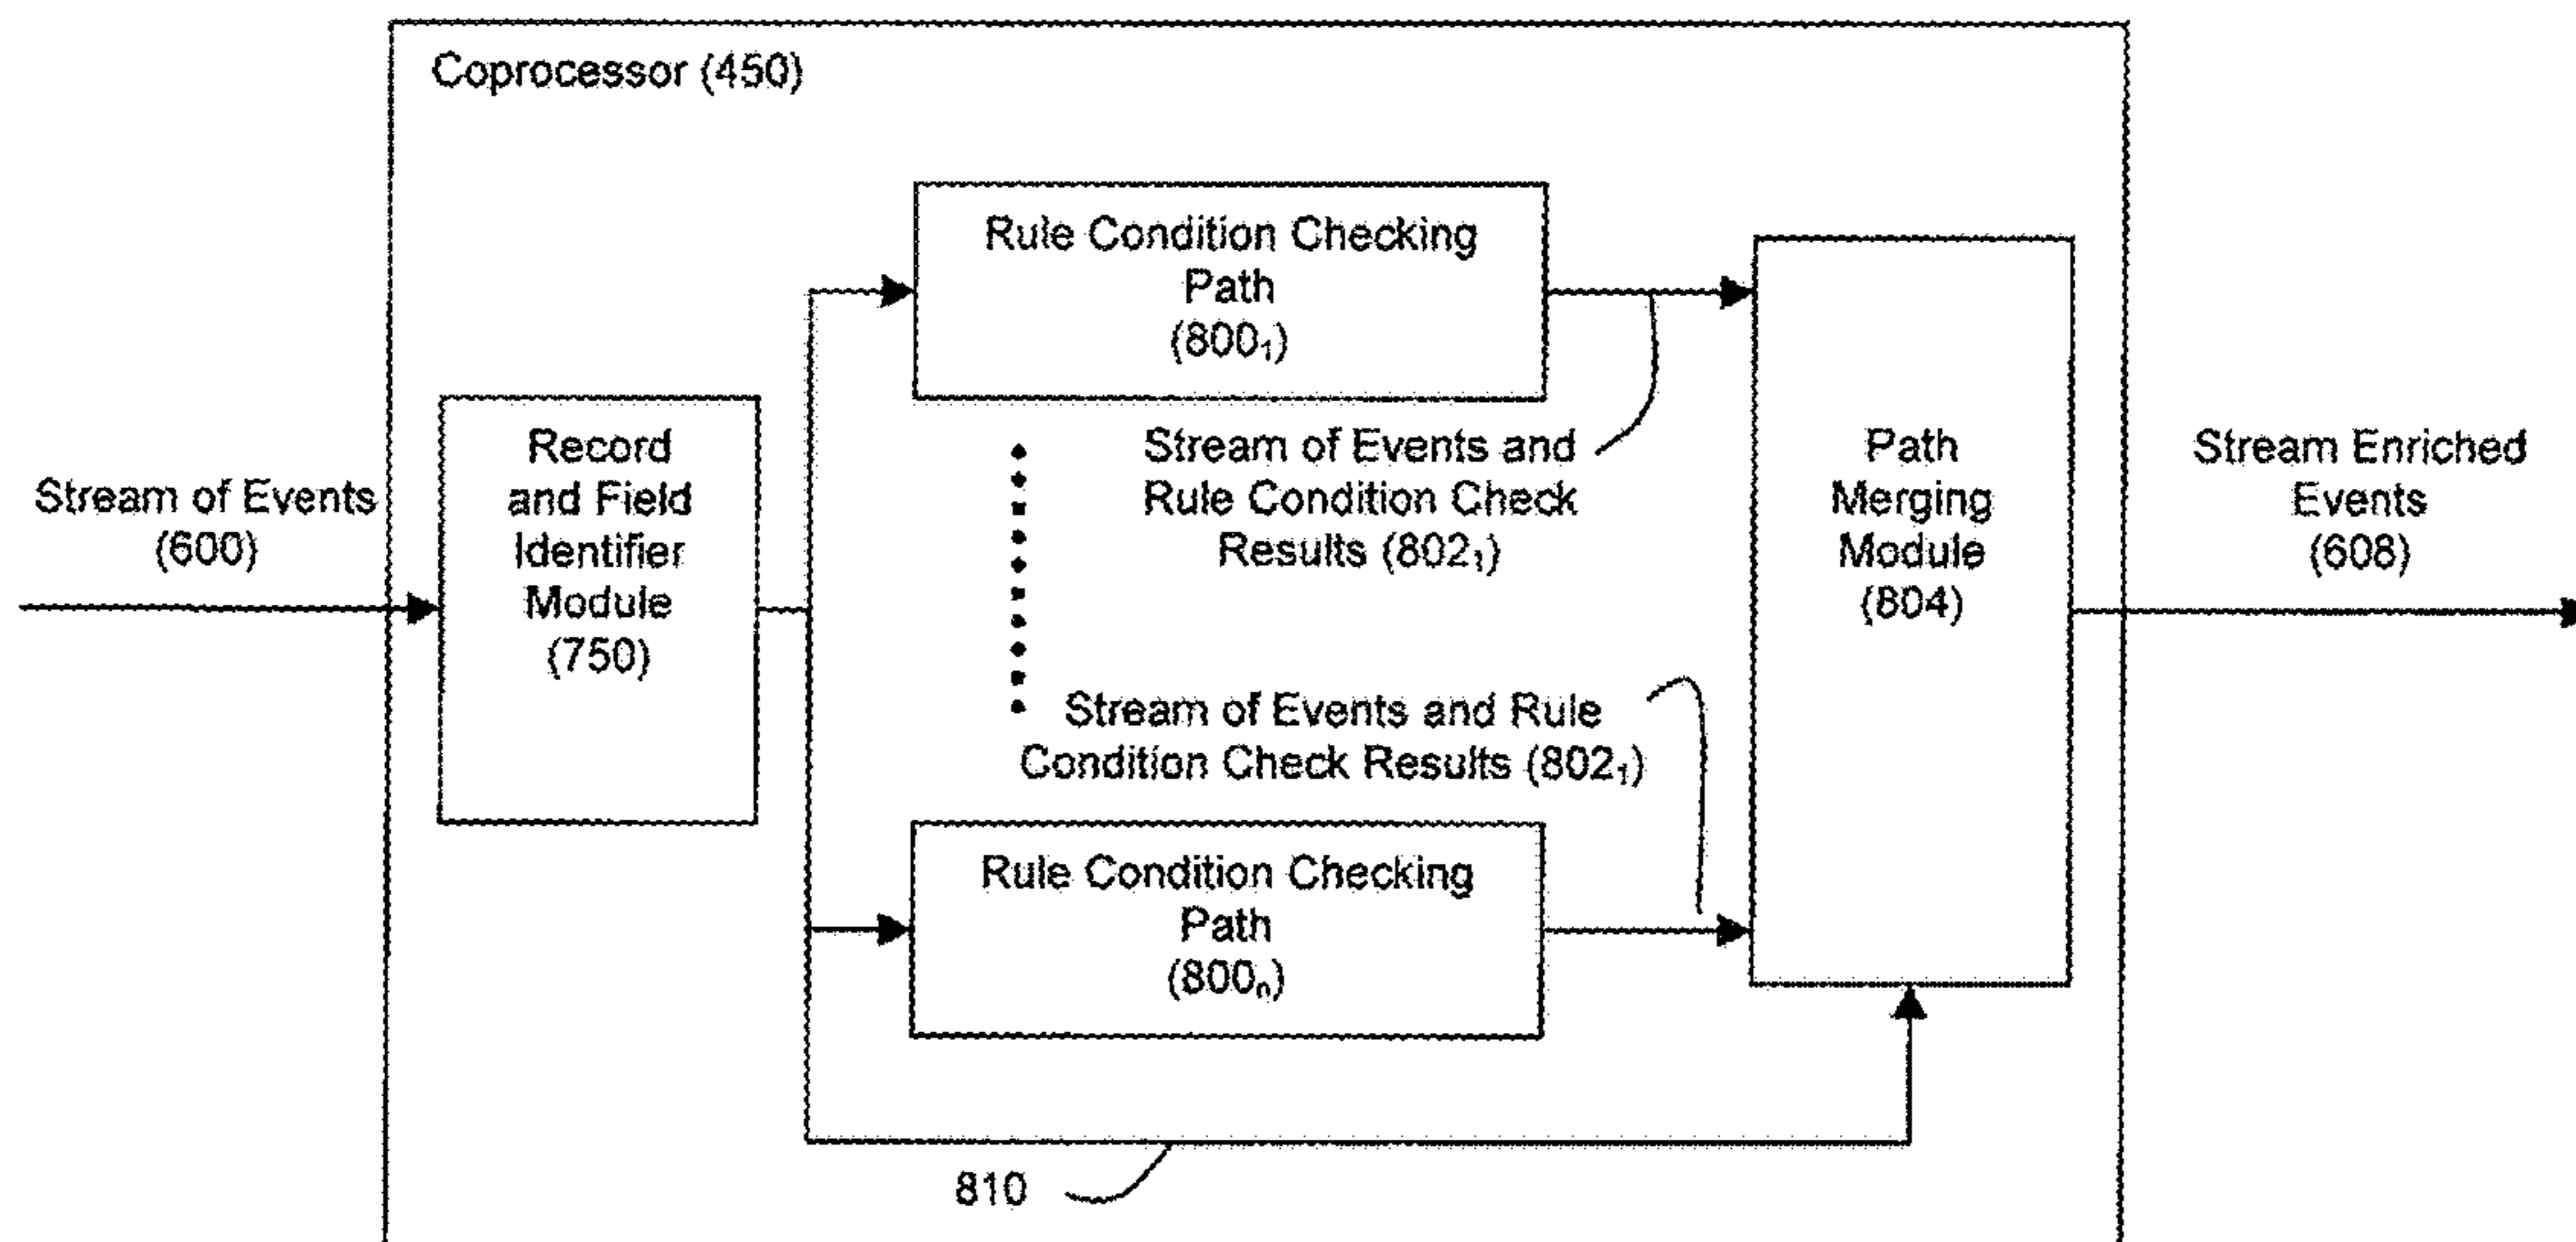 Coprocessor (450)
Stream of Events
(600)
Record
and Field
Identifier
Module
(750)
Rule Condition Checking
Path
(800₁)
Stream of Events and
Rule Condition Check
Results (802₁)
Stream of Events and Rule
Condition Check Results (802₁)
Rule Condition Checking
Path
(800ₙ)
810
Path
Merging
Module
(804)
Stream Enriched
Events
(608)